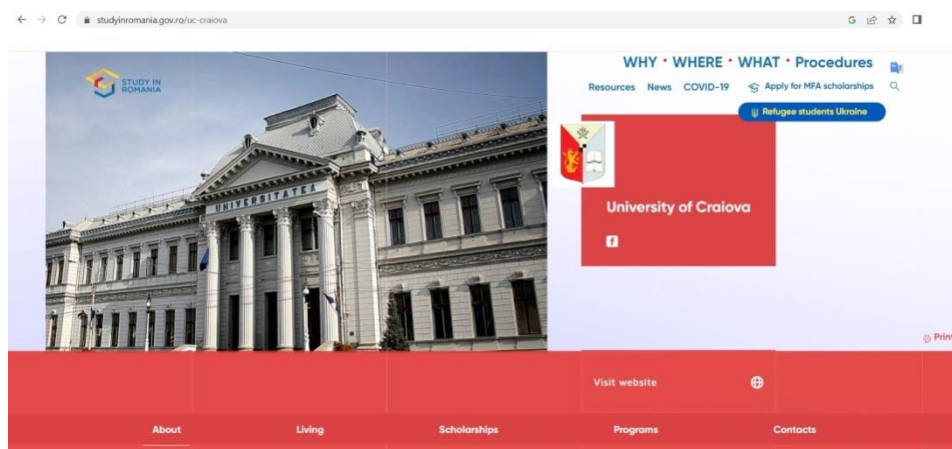 studyinromania.gov.ro/uc-craiova
STUDY IN
ROMANIA
WHY • WHERE • WHAT • Procedures
Resources News COVID-19 Apply for MFA scholarships
Refugee students Ukraine
UNIVERSITATEA
University of Craiova
Print
Visit website
About Living Scholarships Programs Contacts